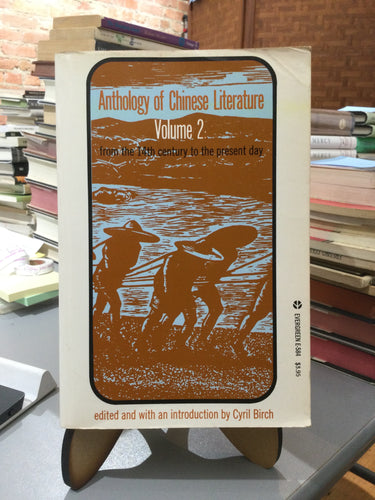 Anthology of Chinese Literature
Volume 2:
from the 14th century to the present day
EVERGREEN E-584 $3.95
edited and with an introduction by Cyril Birch